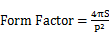 Form Factor = 4πS/p²